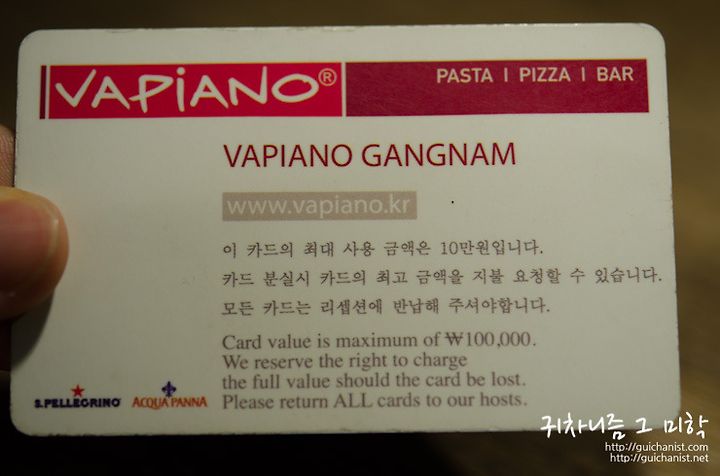 VAPiANO®
PASTA | PIZZA | BAR
VAPIANO GANGNAM
www.vapiano.kr
이 카드의 최대 사용 금액은 10만원입니다.
카드 분실시 카드의 최고 금액을 지불 요청할 수 있습니다.
모든 카드는 리셉션에 반납해 주셔야합니다.
Card value is maximum of ₩100,000.
We reserve the right to charge
the full value should the card be lost.
Please return ALL cards to our hosts.
S.PELLEGRINO
ACQUA PANNA
귀차니즘 그 미학
http://guichanist.com
http://guichanist.net